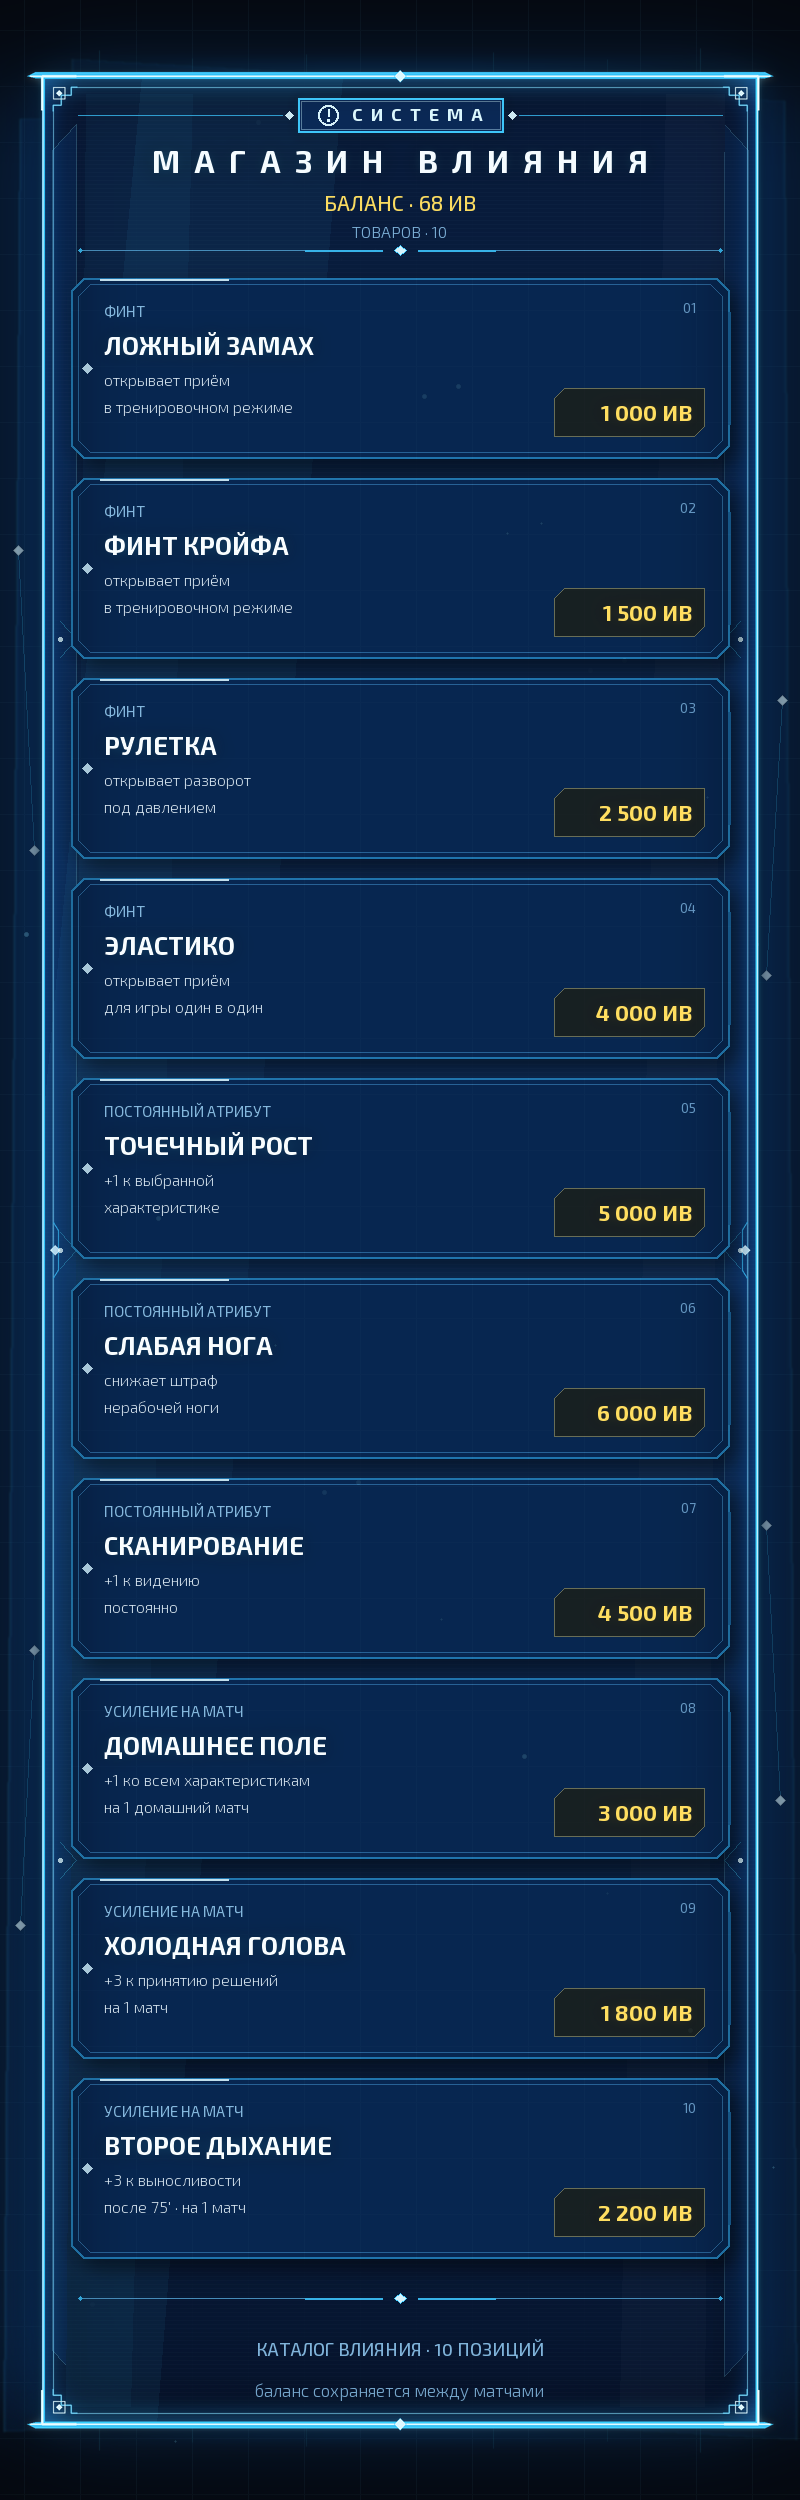 СИСТЕМА
МАГАЗИН ВЛИЯНИЯ
БАЛАНС · 68 ИВ
ТОВАРОВ · 10
ФИНТ
01
ЛОЖНЫЙ ЗАМАХ
открывает приём
в тренировочном режиме
1 000 ИВ
ФИНТ
02
ФИНТ КРОЙФА
открывает приём
в тренировочном режиме
1 500 ИВ
ФИНТ
03
РУЛЕТКА
открывает разворот
под давлением
2 500 ИВ
ФИНТ
04
ЭЛАСТИКО
открывает приём
для игры один в один
4 000 ИВ
ПОСТОЯННЫЙ АТРИБУТ
05
ТОЧЕЧНЫЙ РОСТ
+1 к выбранной
характеристике
5 000 ИВ
ПОСТОЯННЫЙ АТРИБУТ
06
СЛАБАЯ НОГА
снижает штраф
нерабочей ноги
6 000 ИВ
ПОСТОЯННЫЙ АТРИБУТ
07
СКАНИРОВАНИЕ
+1 к видению
постоянно
4 500 ИВ
УСИЛЕНИЕ НА МАТЧ
08
ДОМАШНЕЕ ПОЛЕ
+1 ко всем характеристикам
на 1 домашний матч
3 000 ИВ
УСИЛЕНИЕ НА МАТЧ
09
ХОЛОДНАЯ ГОЛОВА
+3 к принятию решений
на 1 матч
1 800 ИВ
УСИЛЕНИЕ НА МАТЧ
10
ВТОРОЕ ДЫХАНИЕ
+3 к выносливости
после 75' · на 1 матч
2 200 ИВ
КАТАЛОГ ВЛИЯНИЯ · 10 ПОЗИЦИЙ
баланс сохраняется между матчами